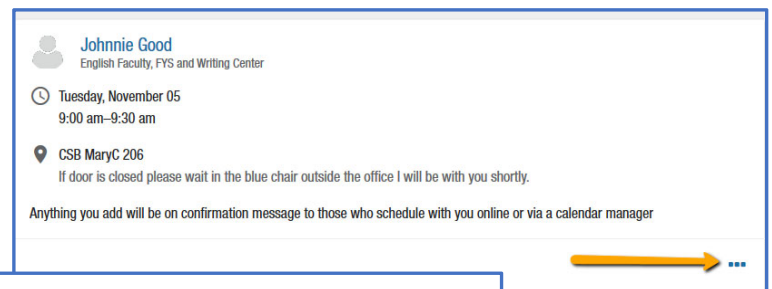 Johnnie Good
English Faculty, FYS and Writing Center
Tuesday, November 05
9:00 am–9:30 am
CSB MaryC 206
If door is closed please wait in the blue chair outside the office I will be with you shortly.
Anything you add will be on confirmation message to those who schedule with you online or via a calendar manager